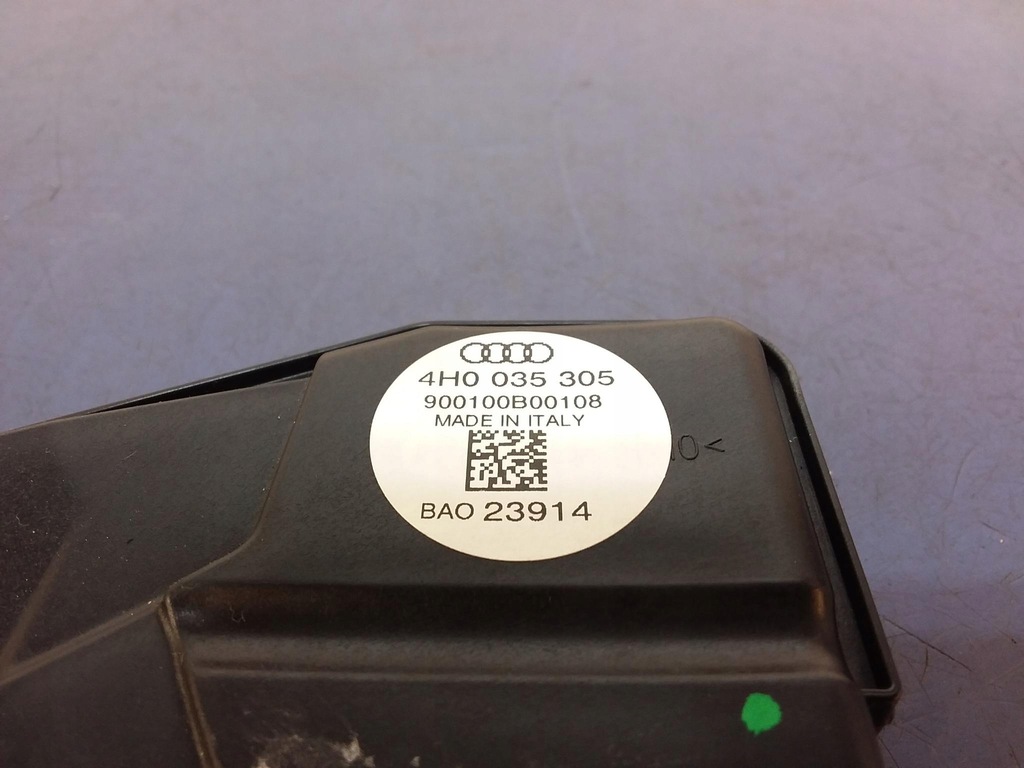 4H0 035 305
900100B00108
MADE IN ITALY
BAO 23914